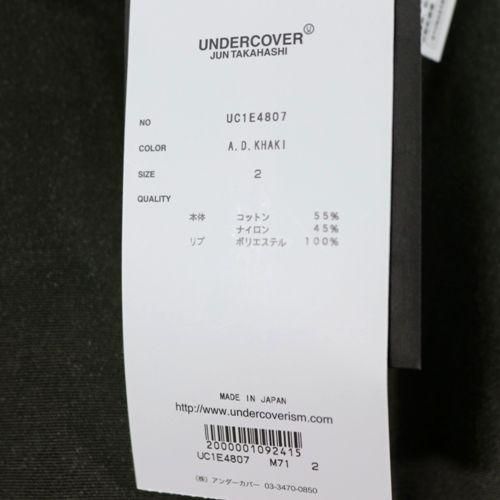 UNDERCOVER
JUN TAKAHASHI
NO UC1E4807
COLOR A.D.KHAKI
SIZE 2
QUALITY
本体 コットン 55%
ナイロン 45%
リブ ポリエステル 100%
MADE IN JAPAN
http://www.undercoverism.com
2000001092415
UC1E4807 M71 2
(株) アンダーカバー 03-3470-0850